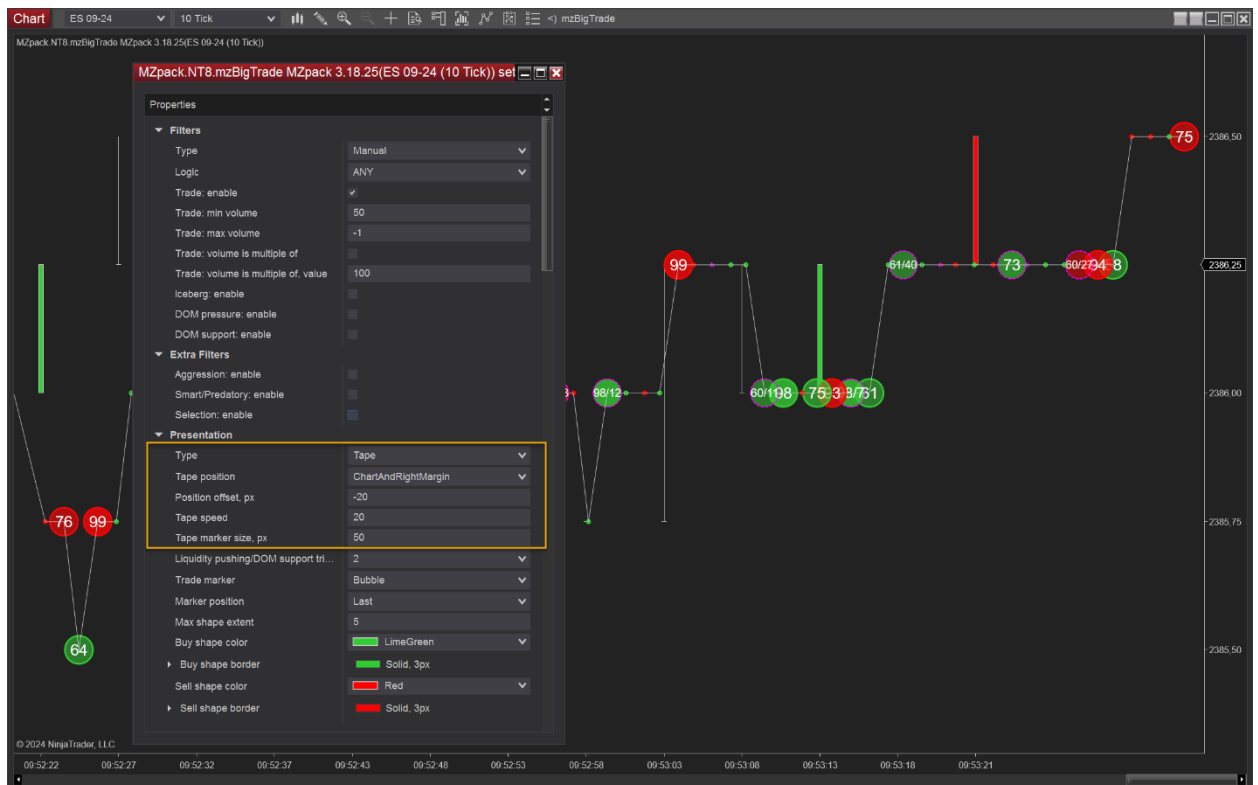 Chart ES 09-24 10 Tick <) mzBigTrade
MZpack.NT8.mzBigTrade MZpack 3.18.25(ES 09-24 (10 Tick))
MZpack.NT8.mzBigTrade MZpack 3.18.25(ES 09-24 (10 Tick)) set
Properties
Filters
Type Manual
Logic ANY
Trade: enable
Trade: min volume 50
Trade: max volume -1
Trade: volume is multiple of
Trade: volume is multiple of, value 100
Iceberg: enable
DOM pressure: enable
DOM support: enable
Extra Filters
Aggression: enable
Smart/Predatory: enable
Selection: enable
Presentation
Type Tape
Tape position ChartAndRightMargin
Position offset, px -20
Tape speed 20
Tape marker size, px 50
Liquidity pushing/DOM support tri... 2
Trade marker Bubble
Marker position Last
Max shape extent 5
Buy shape color LimeGreen
Buy shape border Solid, 3px
Sell shape color Red
Sell shape border Solid, 3px
75 2386,50
99 61/40 73 60/27 94 8 2386,25
98/12 60/11 98 75 3 61 2386,00
76 99 2385,75
64 2385,50
© 2024 NinjaTrader, LLC
09:52:22 09:52:27 09:52:32 09:52:37 09:52:43 09:52:48 09:52:53 09:52:58 09:53:03 09:53:08 09:53:13 09:53:18 09:53:21